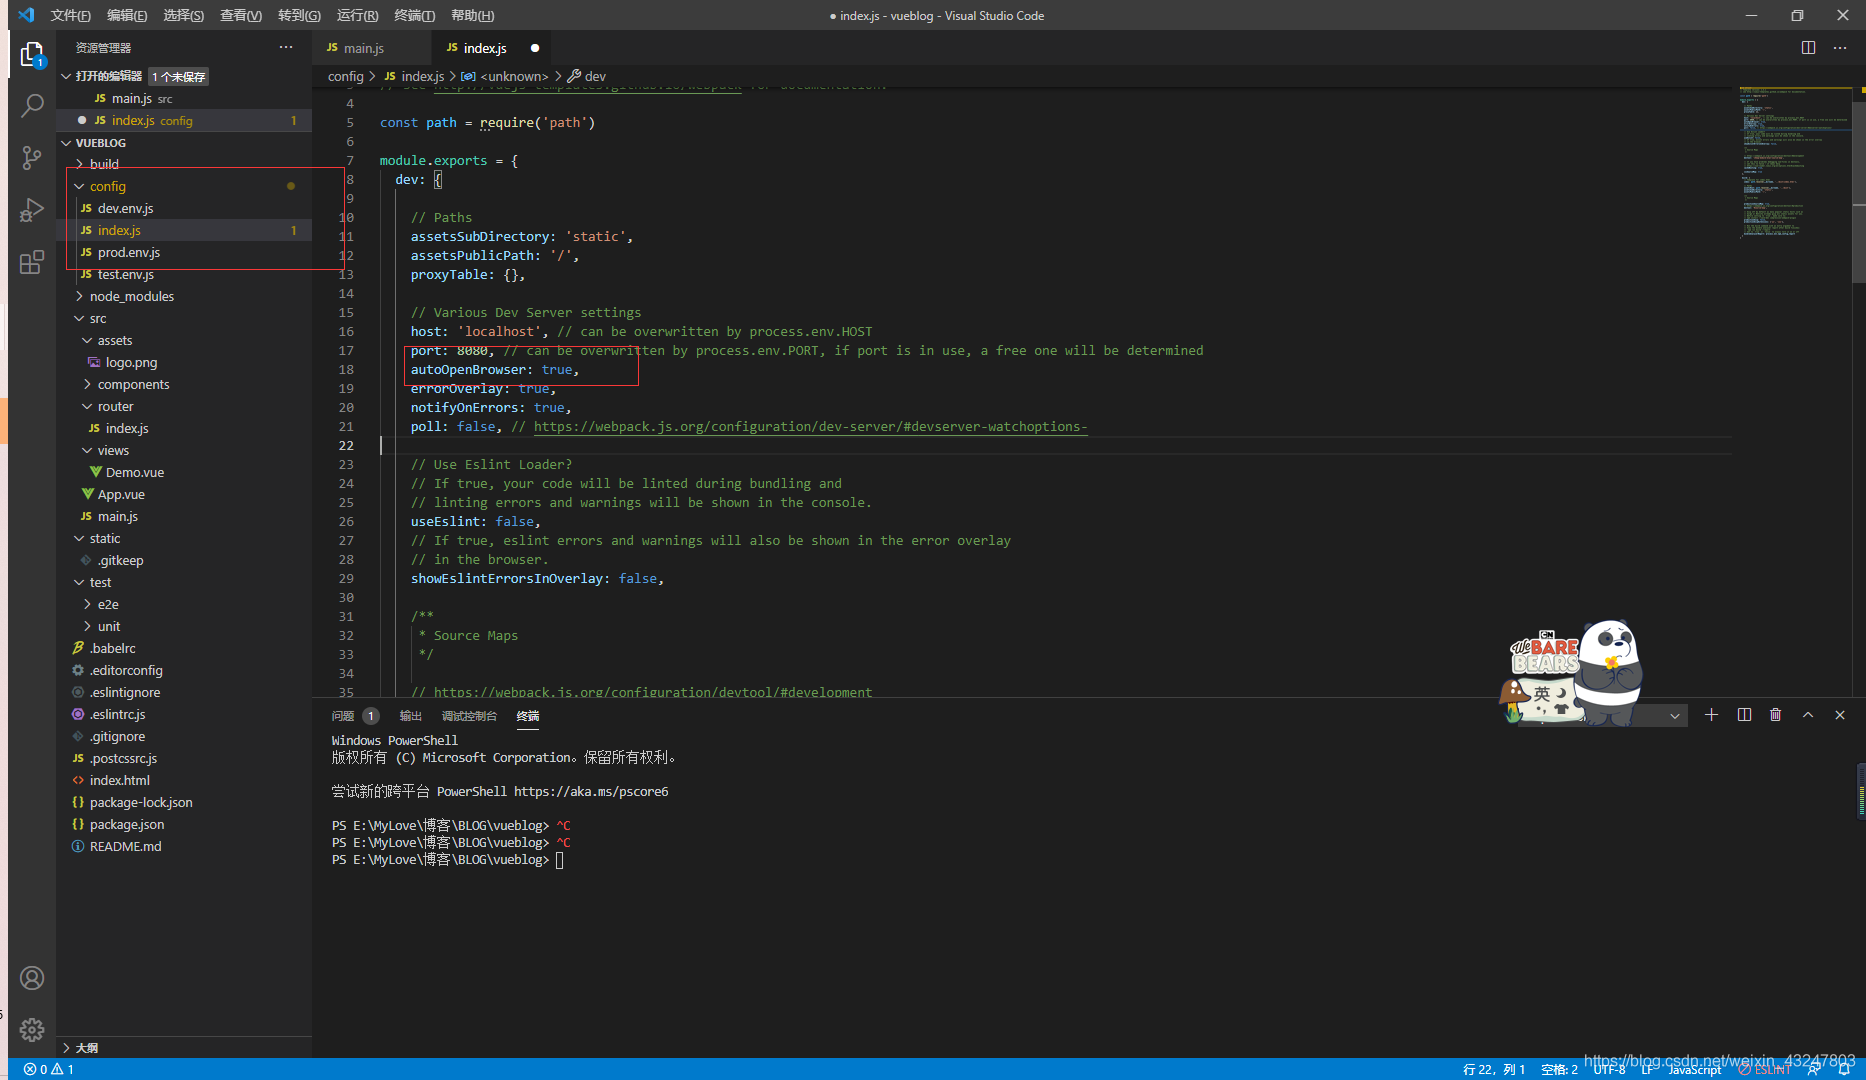 文件(F) 编辑(E) 选择(S) 查看(V) 转到(G) 运行(R) 终端(T) 帮助(H)
● index.js - vueblog - Visual Studio Code
资源管理器
打开的编辑器 1 个未保存
JS main.js src
JS index.js config 1
VUEBLOG
build
config
JS dev.env.js
JS index.js 1
JS prod.env.js
JS test.env.js
node_modules
src
assets
logo.png
components
router
JS index.js
views
Demo.vue
App.vue
JS main.js
static
.gitkeep
test
e2e
unit
.babelrc
.editorconfig
.eslintignore
.eslintrc.js
.gitignore
JS .postcssrc.js
index.html
package-lock.json
package.json
README.md
大纲
JS main.js
JS index.js
config > JS index.js > <unknown> > dev
3 // see http://vuejs-templates.github.io/webpack for documentation.
4
5 const path = require('path')
6
7 module.exports = {
8 dev: {
9
10 // Paths
11 assetsSubDirectory: 'static',
12 assetsPublicPath: '/',
13 proxyTable: {},
14
15 // Various Dev Server settings
16 host: 'localhost', // can be overwritten by process.env.HOST
17 port: 8080, // can be overwritten by process.env.PORT, if port is in use, a free one will be determined
18 autoOpenBrowser: true,
19 errorOverlay: true,
20 notifyOnErrors: true,
21 poll: false, // https://webpack.js.org/configuration/dev-server/#devserver-watchoptions-
22
23 // Use Eslint Loader?
24 // If true, your code will be linted during bundling and
25 // linting errors and warnings will be shown in the console.
26 useEslint: false,
27 // If true, eslint errors and warnings will also be shown in the error overlay
28 // in the browser.
29 showEslintErrorsInOverlay: false,
30
31 /**
32 * Source Maps
33 */
34
35 // https://webpack.js.org/configuration/devtool/#development
CN
We BARE BEARS
英
问题 1 输出 调试控制台 终端
Windows PowerShell
版权所有 (C) Microsoft Corporation。保留所有权利。
尝试新的跨平台 PowerShell https://aka.ms/pscore6
PS E:\MyLove\博客\BLOG\vueblog> ^C
PS E:\MyLove\博客\BLOG\vueblog> ^C
PS E:\MyLove\博客\BLOG\vueblog>
0 1
行 22，列 1 空格: 2 UTF-8 LF JavaScript ESLINT
https://blog.csdn.net/weixin_43247803